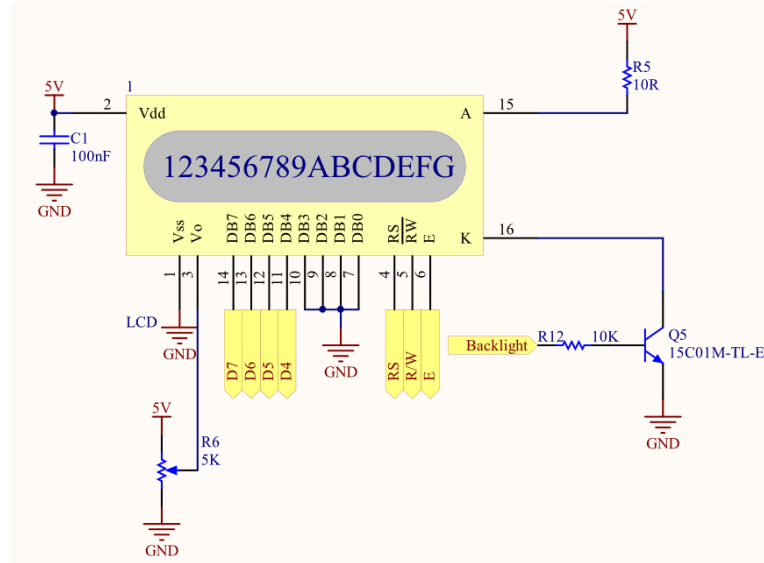 5V
R5
10R
5V
2
1
Vdd
A
15
C1
100nF
GND
123456789ABCDEFG
Vss
Vo
DB7
DB6
DB5
DB4
DB3
DB2
DB1
DB0
RS
RW
E
K
16
1
3
14
13
12
11
10
9
8
7
4
5
6
LCD
GND
D7
D6
D5
D4
GND
RS
R/W
E
Backlight
R12
10K
Q5
15C01M-TL-E
GND
5V
R6
5K
GND